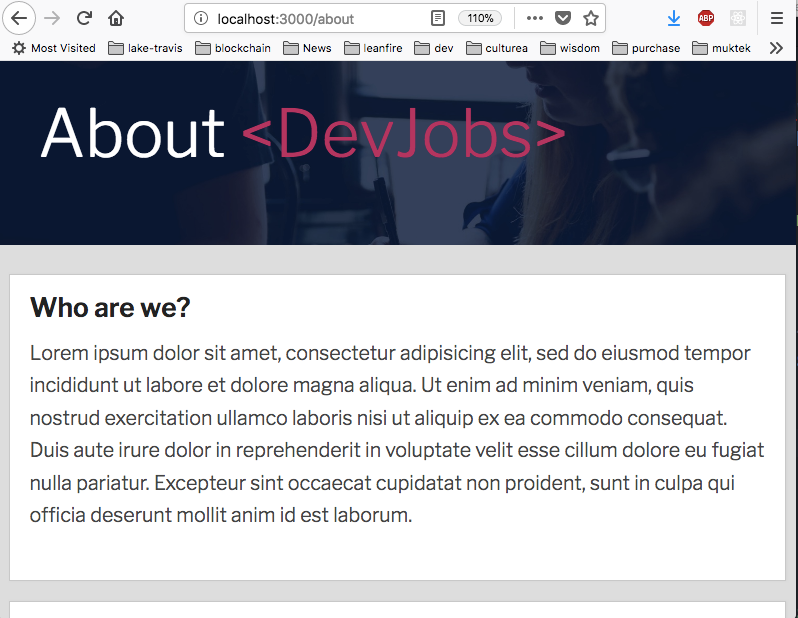 localhost:3000/about
110%
ABP
Most Visited lake-travis blockchain News leanfire dev culturea wisdom purchase muktek
About <DevJobs>
Who are we?
Lorem ipsum dolor sit amet, consectetur adipisicing elit, sed do eiusmod tempor
incididunt ut labore et dolore magna aliqua. Ut enim ad minim veniam, quis
nostrud exercitation ullamco laboris nisi ut aliquip ex ea commodo consequat.
Duis aute irure dolor in reprehenderit in voluptate velit esse cillum dolore eu fugiat
nulla pariatur. Excepteur sint occaecat cupidatat non proident, sunt in culpa qui
officia deserunt mollit anim id est laborum.